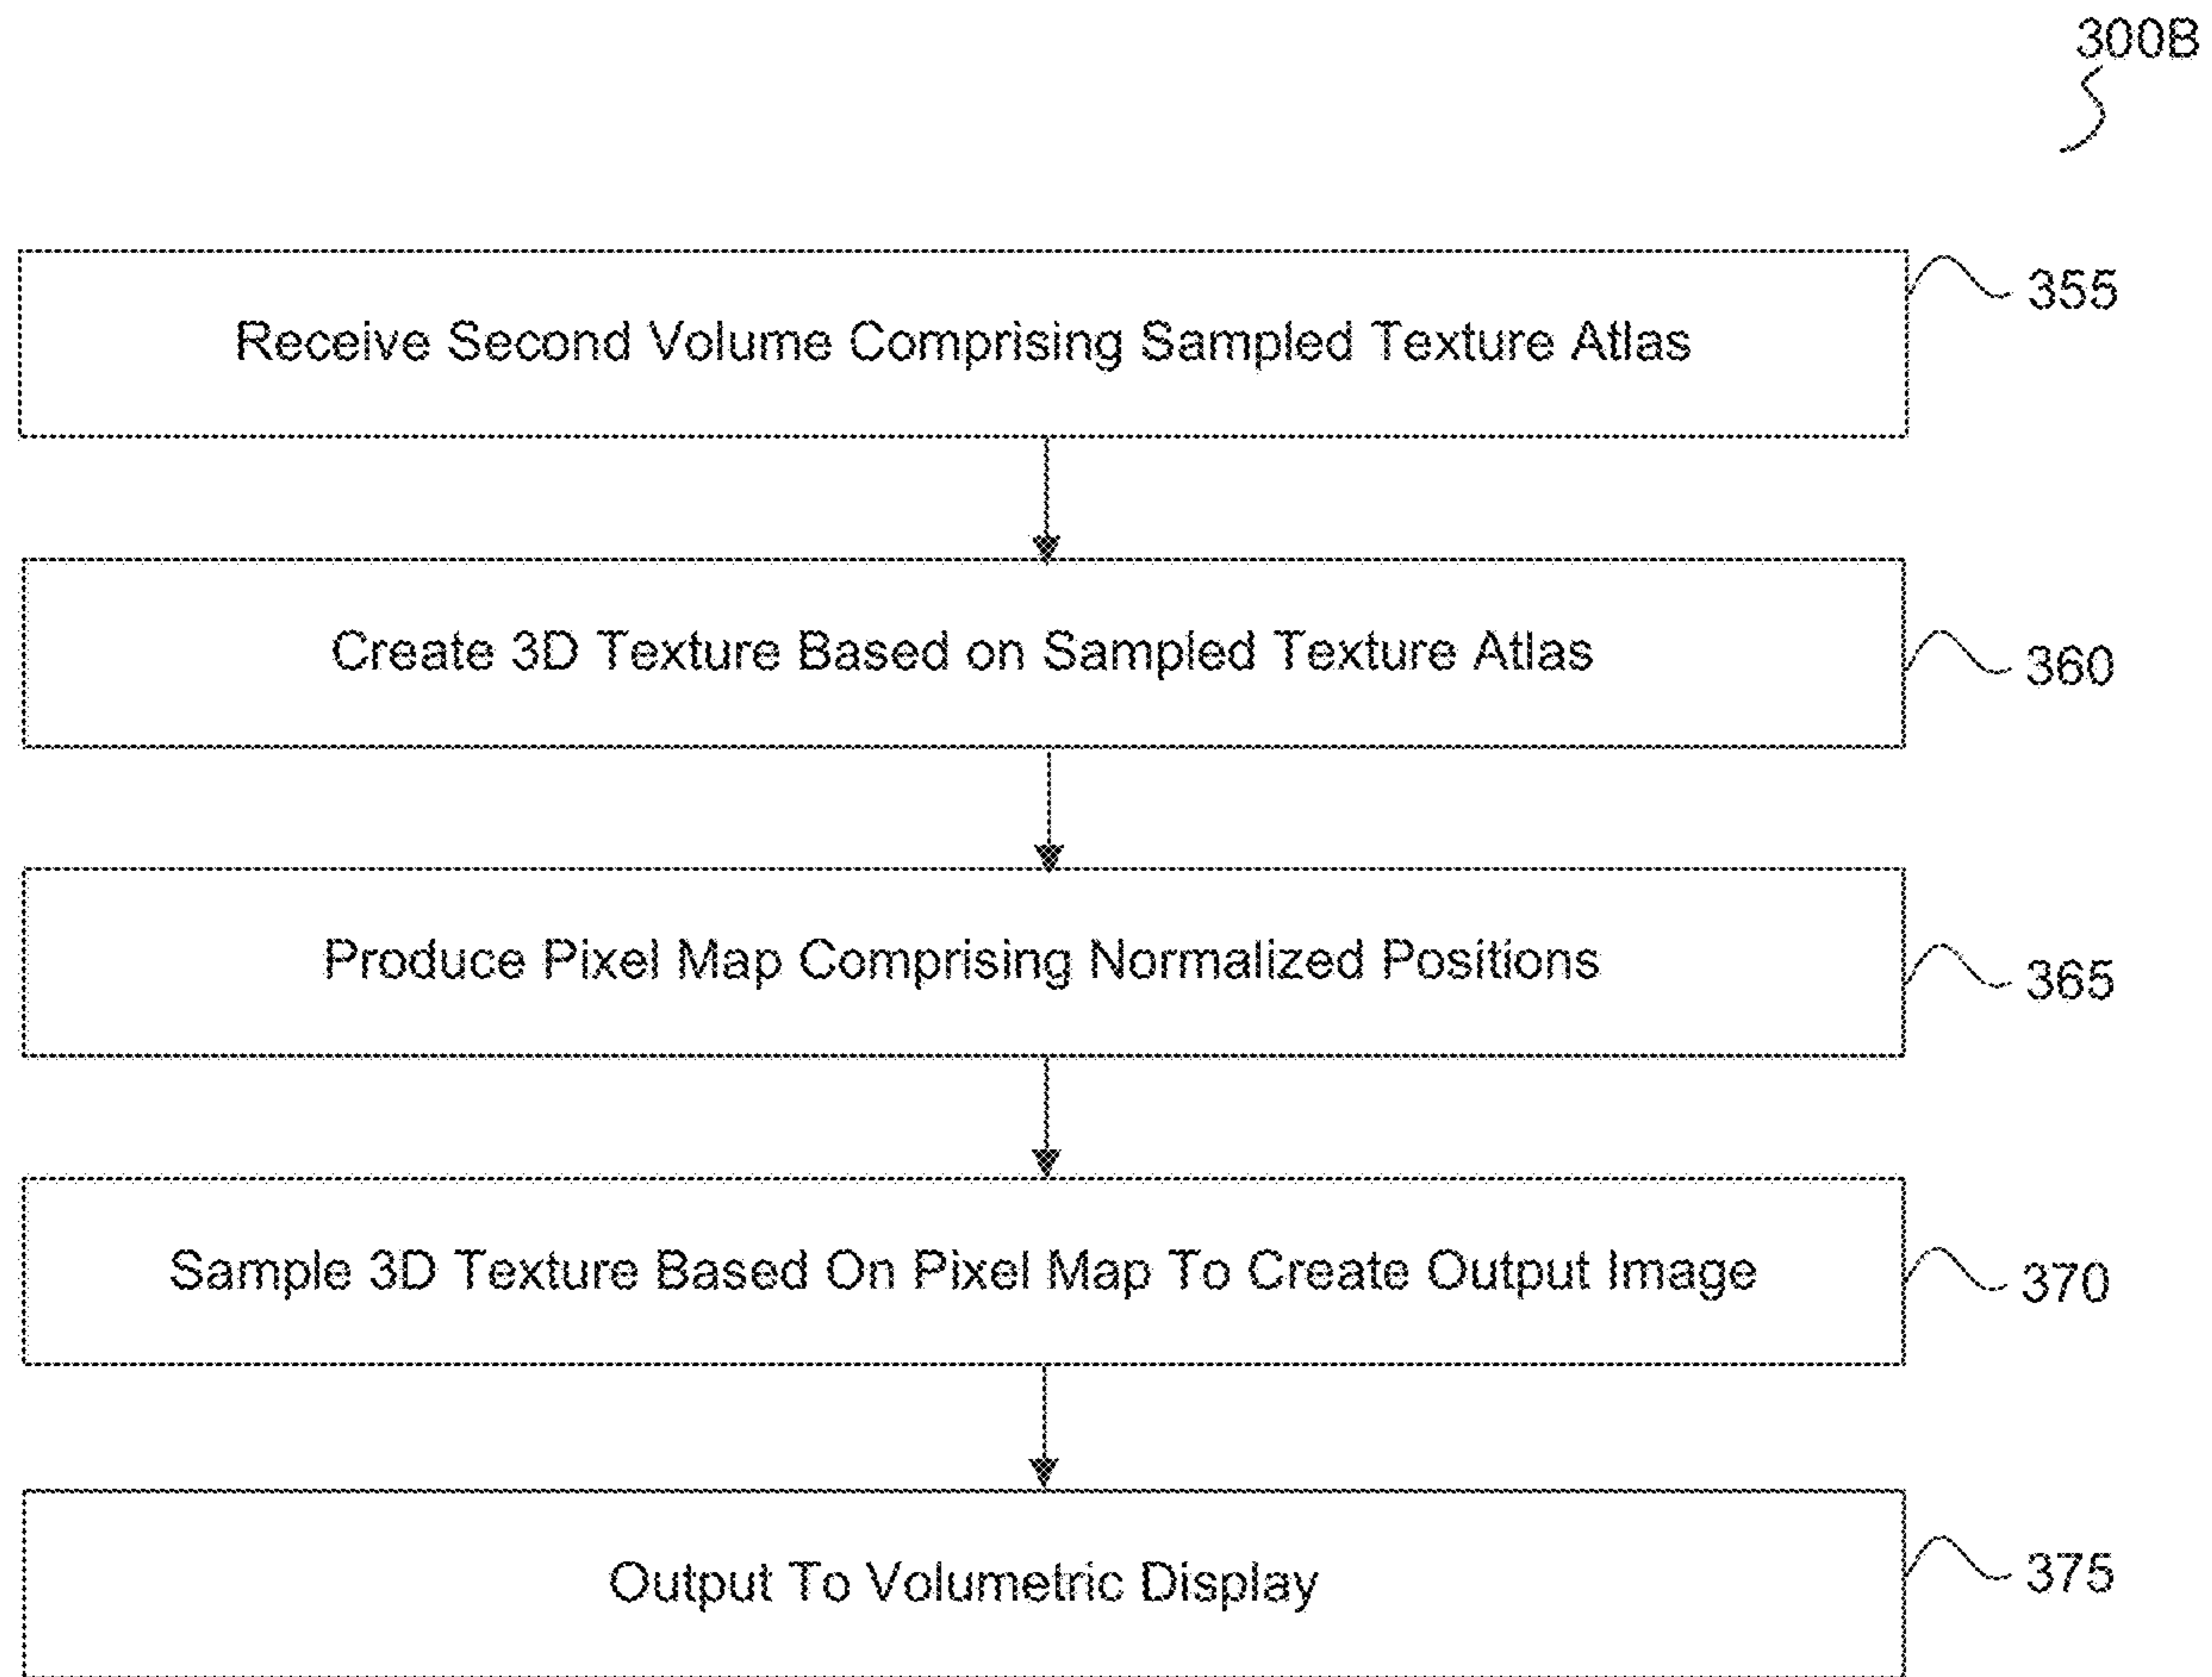 300B
Receive Second Volume Comprising Sampled Texture Atlas
355
Create 3D Texture Based on Sampled Texture Atlas
360
Produce Pixel Map Comprising Normalized Positions
365
Sample 3D Texture Based On Pixel Map To Create Output Image
370
Output To Volumetric Display
375